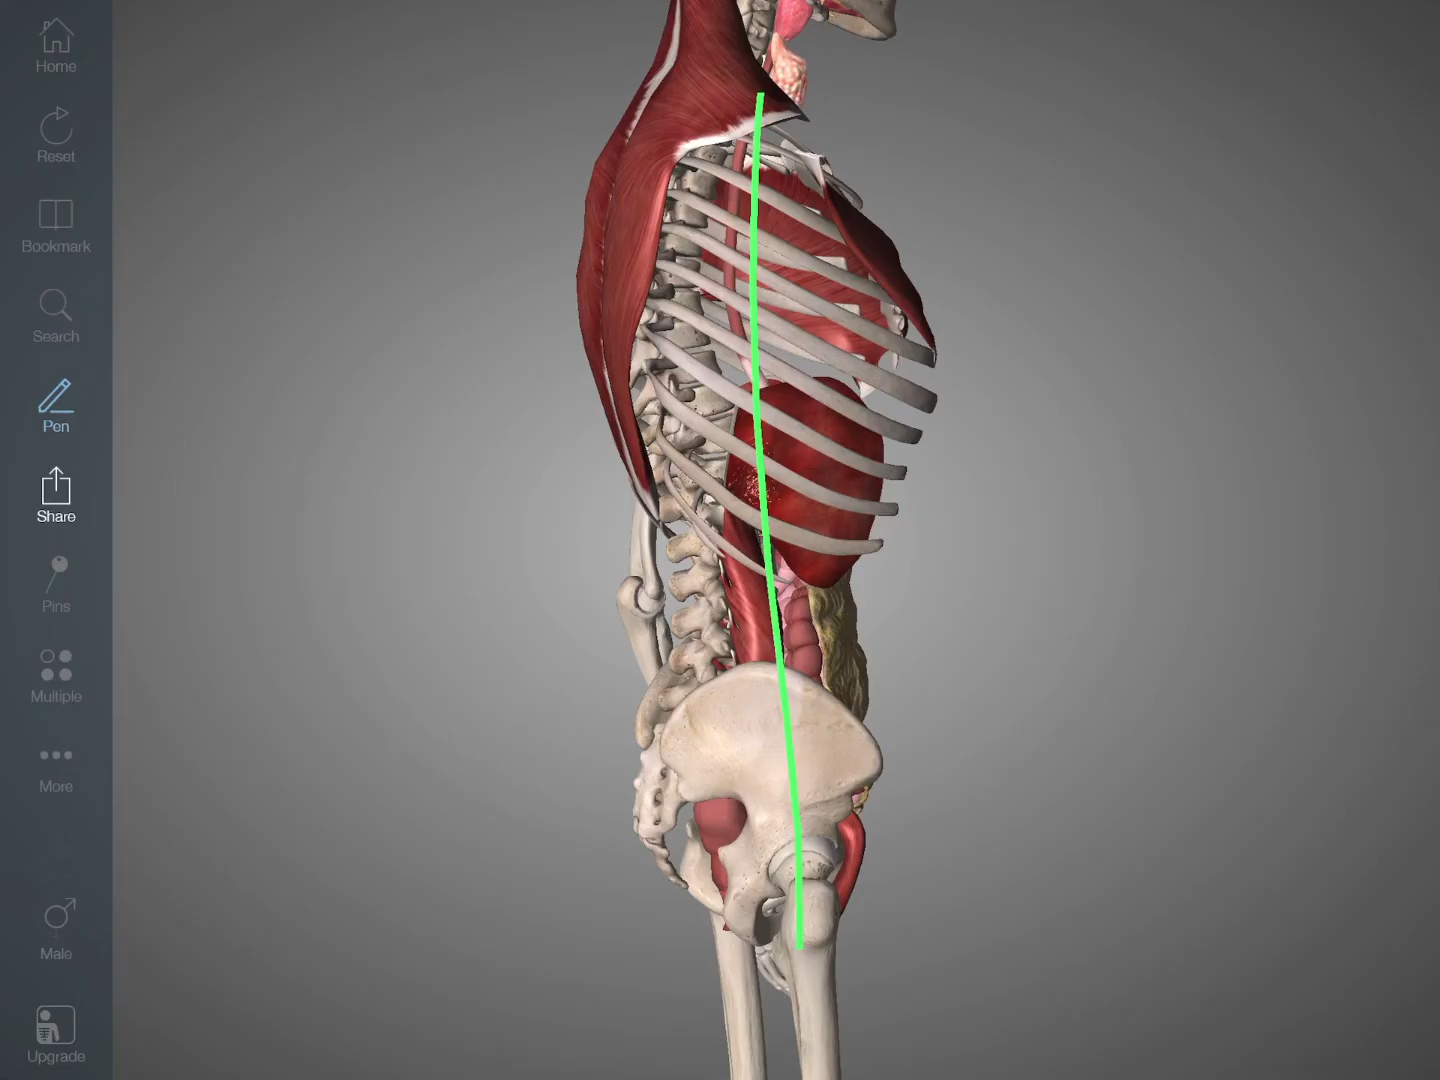 Home
Reset
Bookmark
Search
Pen
Share
Pins
Multiple
More
Male
Upgrade